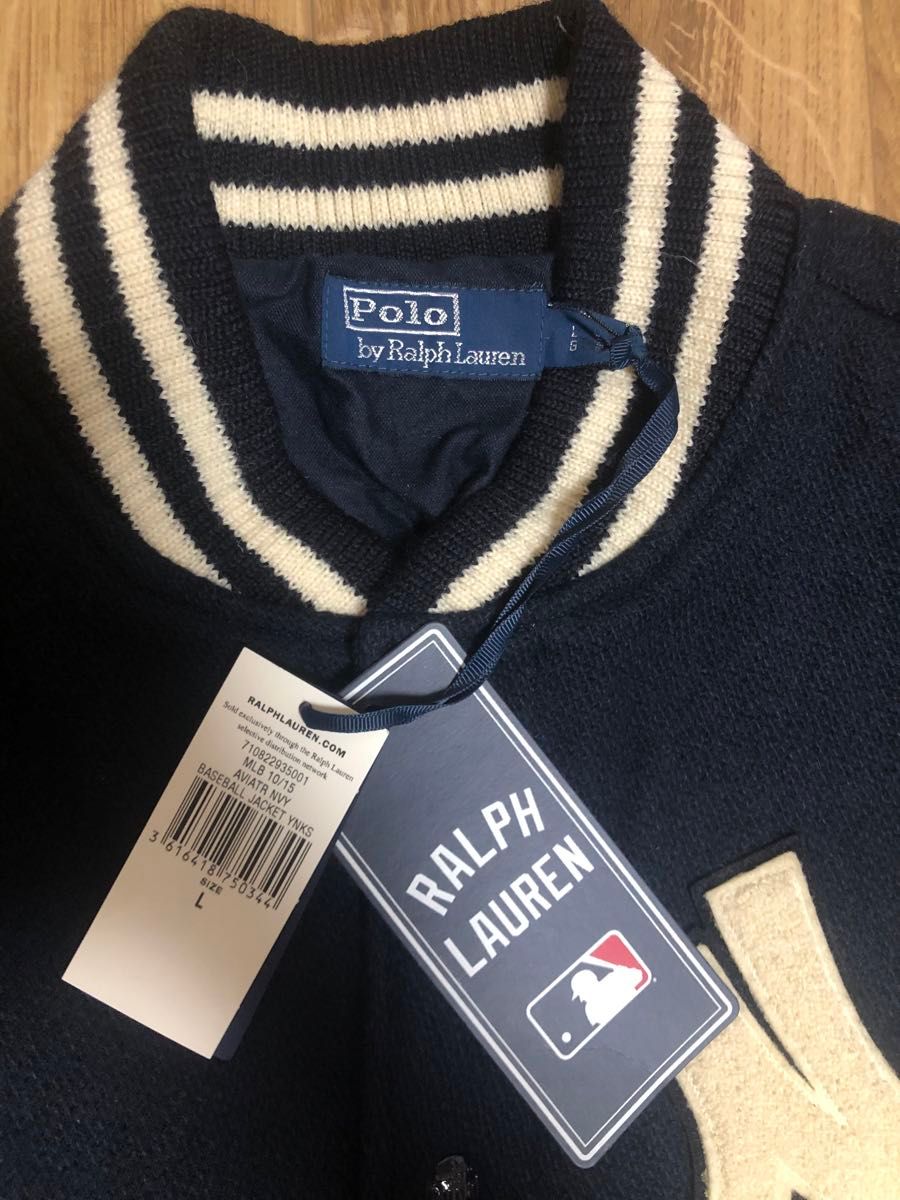 Polo
by Ralph Lauren
L
G
RALPHLAUREN.COM
Sold exclusively through the Ralph Lauren
selective distribution network
710822935001
MLB 10/15
AVIATR NVY
BASEBALL JACKET YNKS
3 616418 750344
SIZE
L
RALPH
LAUREN